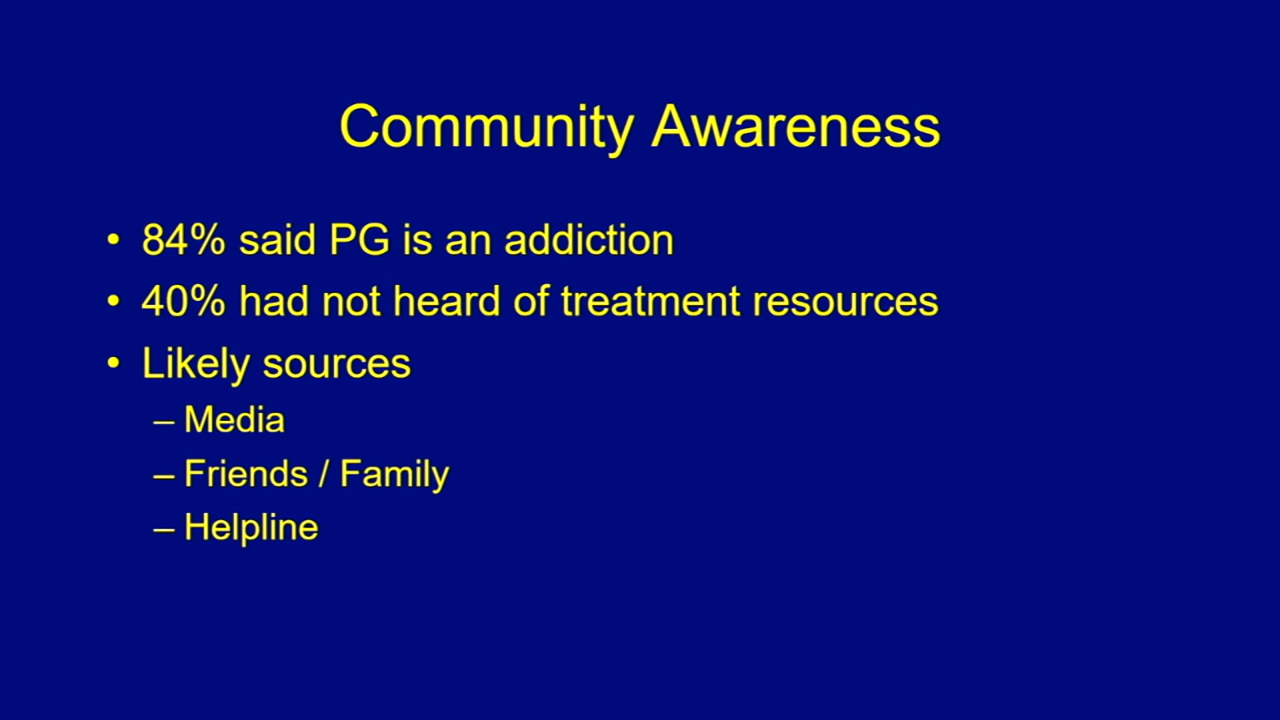 Community Awareness
• 84% said PG is an addiction
• 40% had not heard of treatment resources
• Likely sources
– Media
– Friends / Family
– Helpline